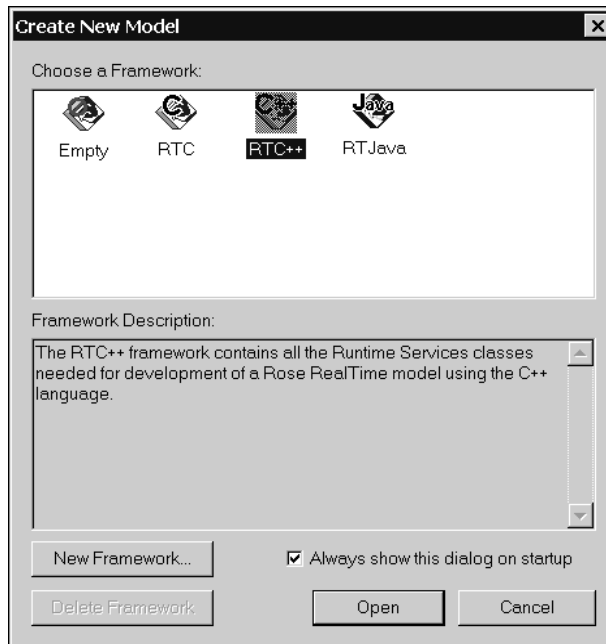 Create New Model
Choose a Framework:
Empty
RTC
RTC++
RTJava
Framework Description:
The RTC++ framework contains all the Runtime Services classes
needed for development of a Rose RealTime model using the C++
language.
New Framework...
Always show this dialog on startup
Delete Framework
Open
Cancel